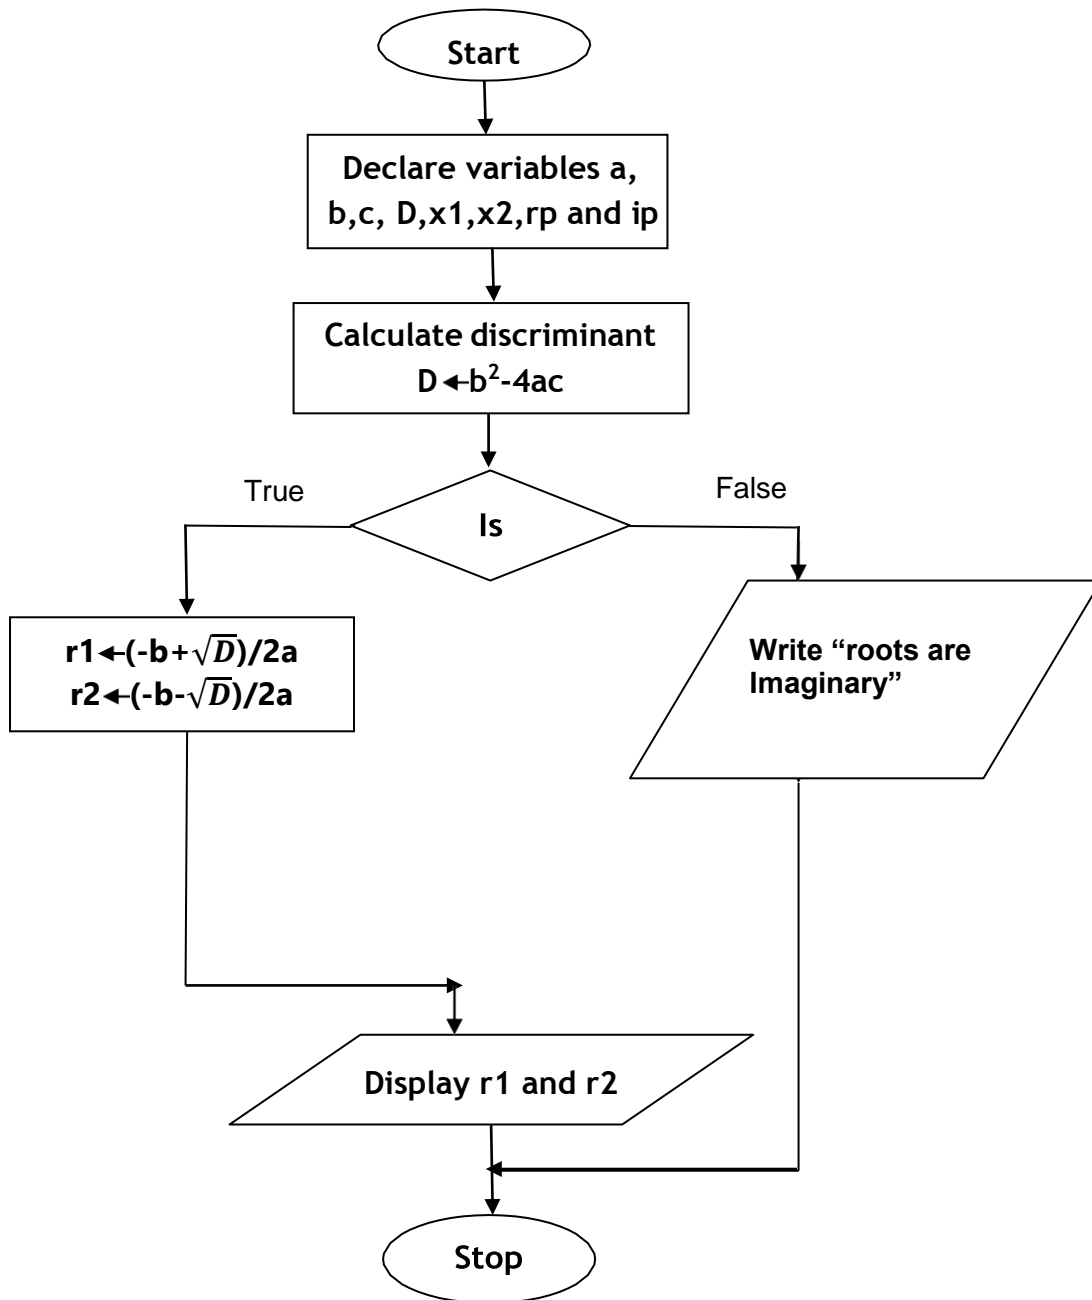 Start
Declare variables a,
b,c, D,x1,x2,rp and ip
Calculate discriminant
D←b²-4ac
True
False
Is
r1←(-b+√D)/2a
r2←(-b-√D)/2a
Write “roots are
Imaginary”
Display r1 and r2
Stop